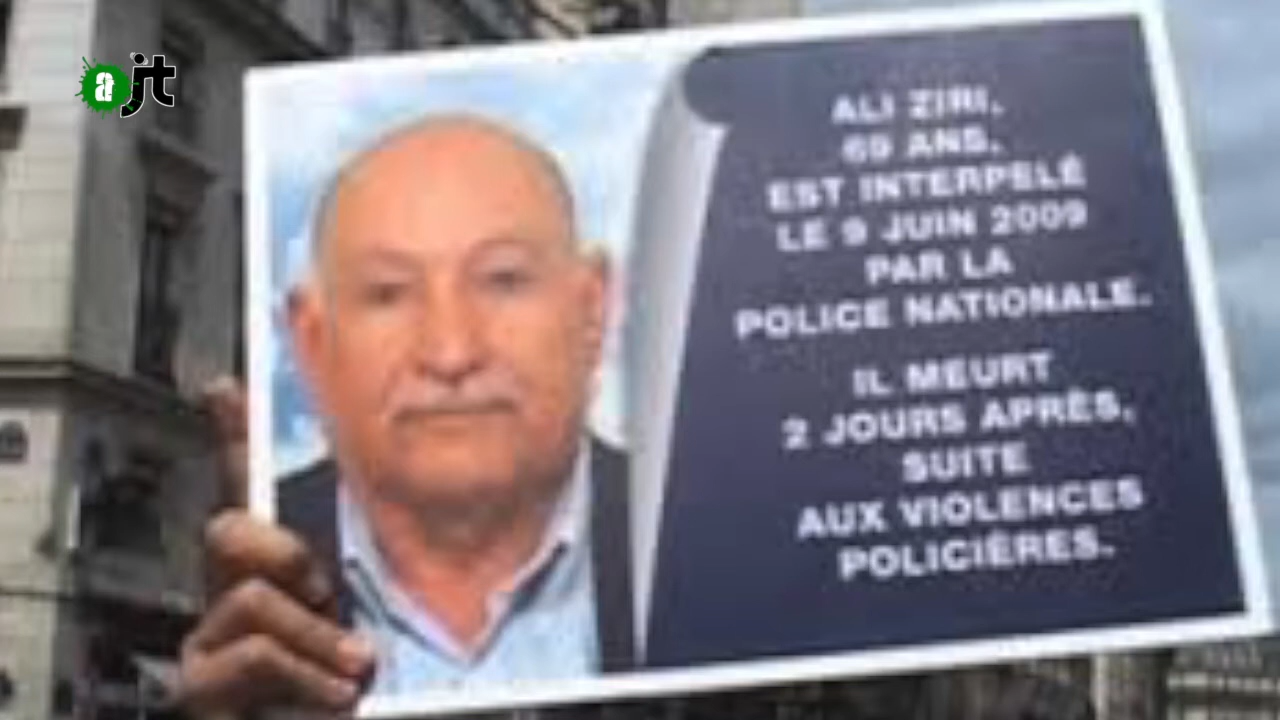 ajt
ALI ZIRI,
69 ANS,
EST INTERPELÉ
LE 9 JUIN 2009
PAR LA
POLICE NATIONALE.
IL MEURT
2 JOURS APRÈS,
SUITE
AUX VIOLENCES
POLICIÈRES.